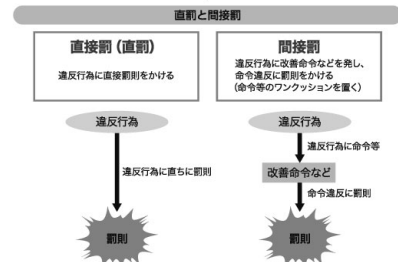 直罰と間接罰
直接罰（直罰）
違反行為に直接罰則をかける
違反行為
違反行為に直ちに罰則
罰則
間接罰
違反行為に改善命令などを発し、
命令違反に罰則をかける
（命令等のワンクッションを置く）
違反行為
違反行為に命令等
改善命令など
命令違反に罰則
罰則